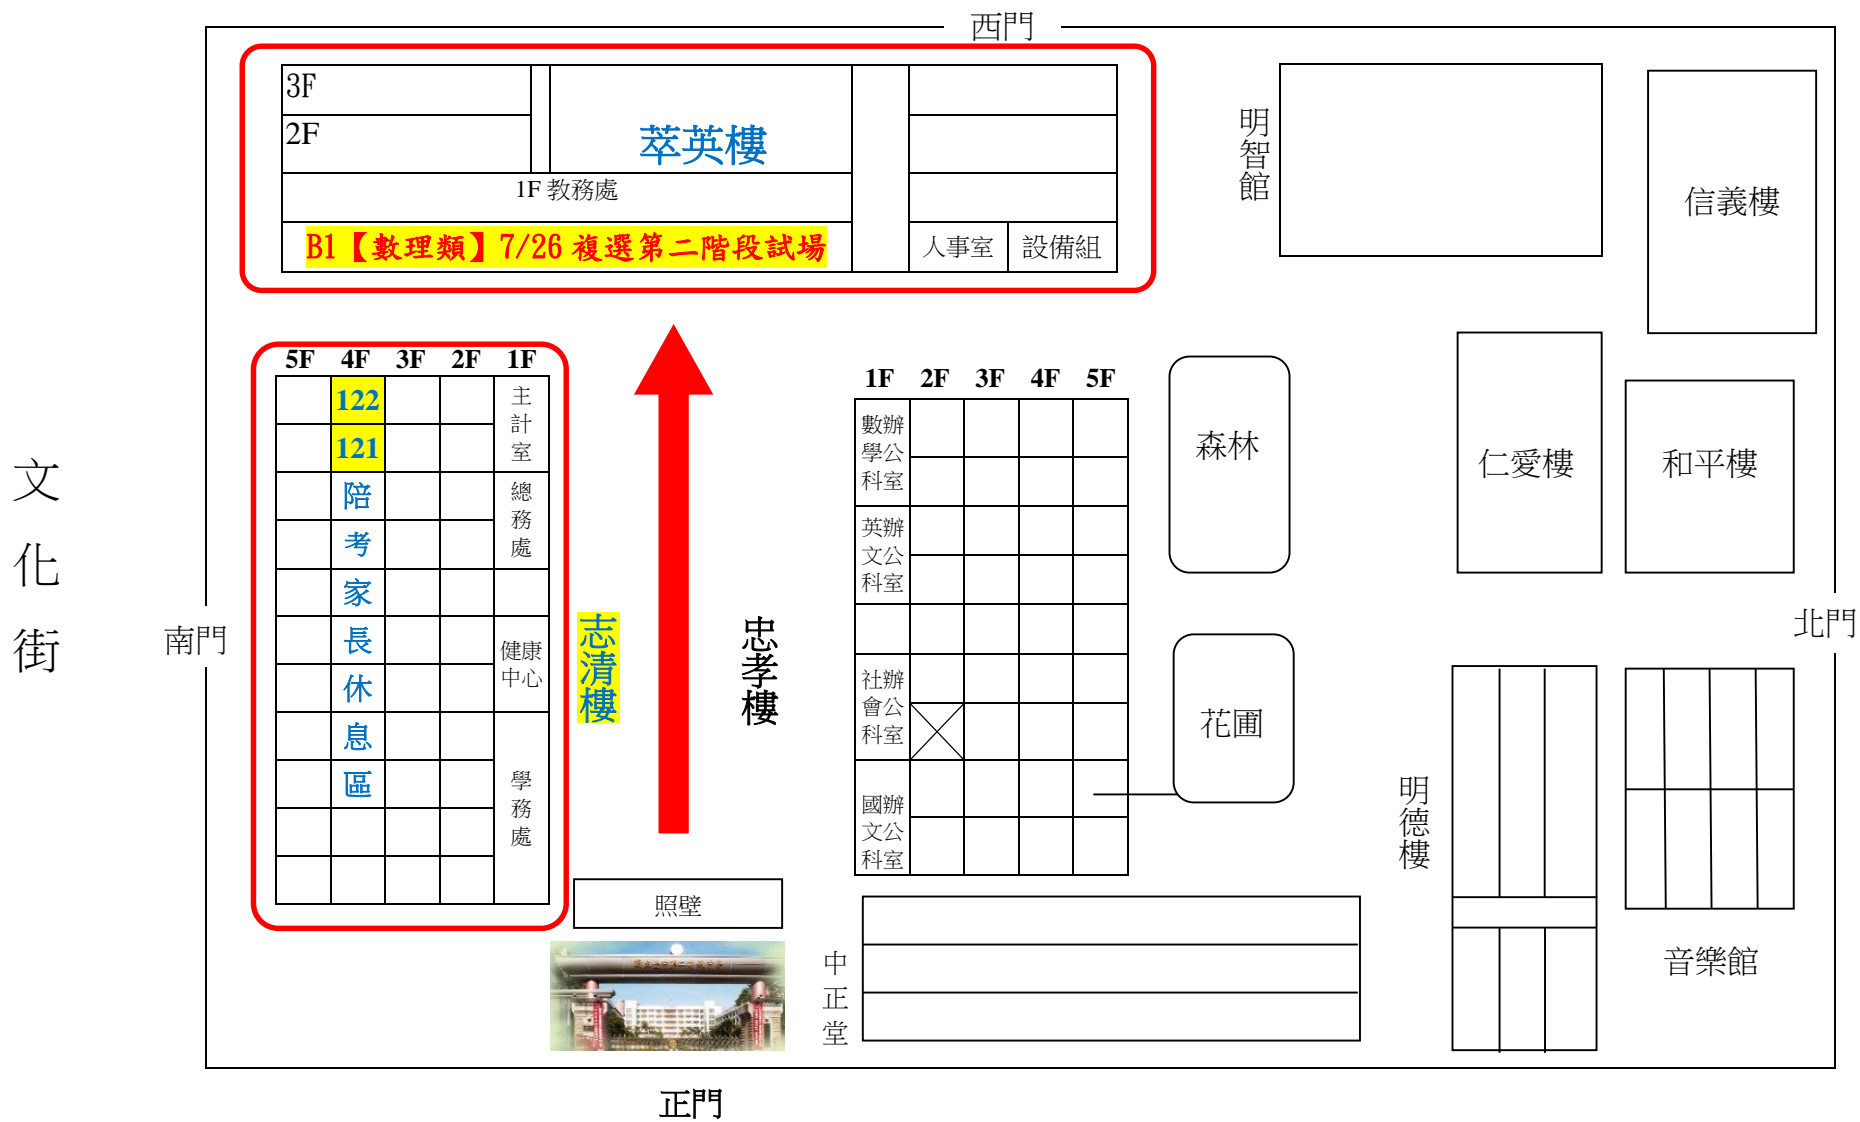 西門
3F
2F
萃英樓
1F 教務處
B1【數理類】7/26 複選第二階段試場
人事室
設備組
明智館
信義樓
5F 4F 3F 2F 1F
122
121
陪考家長休息區
主計室
總務處
健康中心
學務處
志清樓
忠孝樓
1F 2F 3F 4F 5F
數學科辦公室
英文科辦公室
社會科辦公室
國文科辦公室
森林
花圃
仁愛樓
和平樓
文化街
南門
北門
明德樓
音樂館
照壁
中正堂
正門